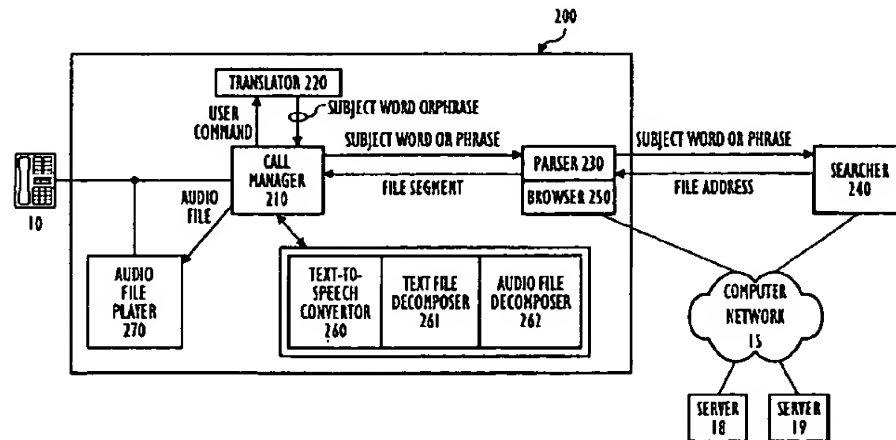 200
TRANSLATOR 220
USER
COMMAND
SUBJECT WORD ORPHRASE
SUBJECT WORD OR PHRASE
SUBJECT WORD OR PHRASE
CALL
MANAGER
210
PARSER 230
BROWSER 250
SEARCHER
240
FILE SEGMENT
FILE ADDRESS
10
AUDIO
FILE
AUDIO
FILE
PLAYER
270
TEXT-TO-
SPEECH
CONVERTOR
260
TEXT FILE
DECOMPOSER
261
AUDIO FILE
DECOMPOSER
262
COMPUTER
NETWORK
15
SERVER
18
SERVER
19